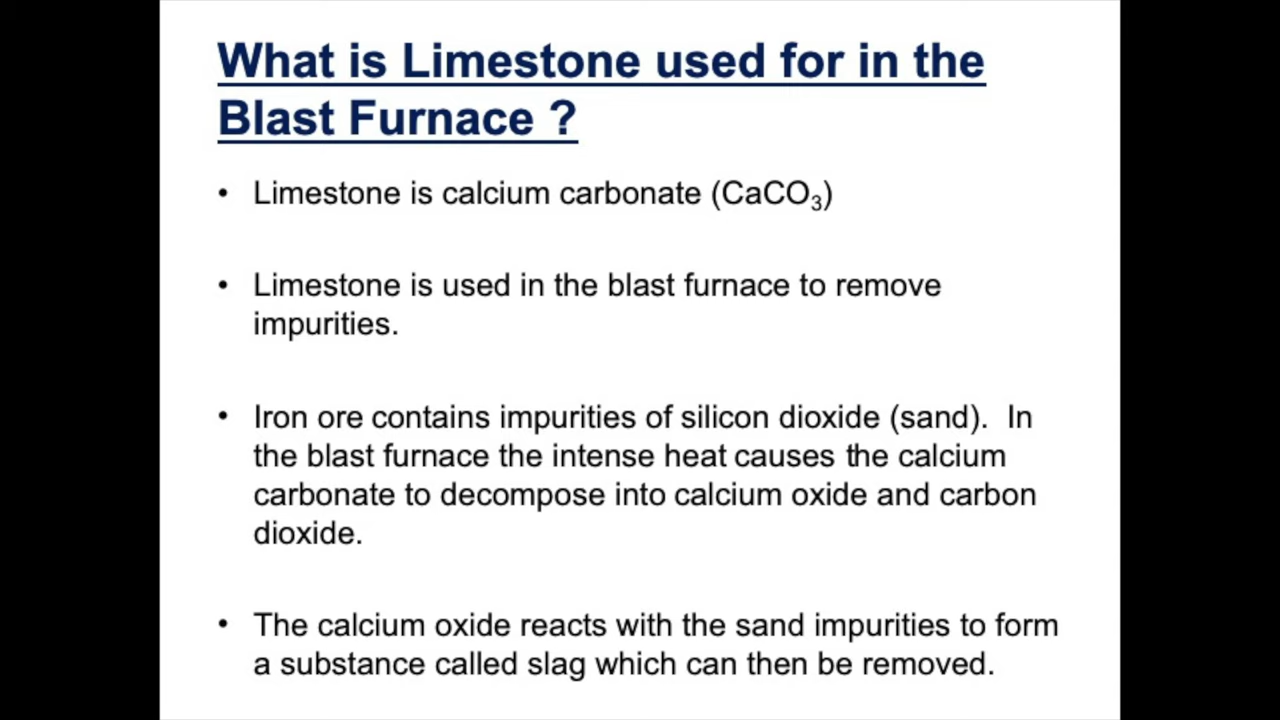 What is Limestone used for in the
Blast Furnace ?
• Limestone is calcium carbonate (CaCO₃)
• Limestone is used in the blast furnace to remove
impurities.
• Iron ore contains impurities of silicon dioxide (sand).  In
the blast furnace the intense heat causes the calcium
carbonate to decompose into calcium oxide and carbon
dioxide.
• The calcium oxide reacts with the sand impurities to form
a substance called slag which can then be removed.